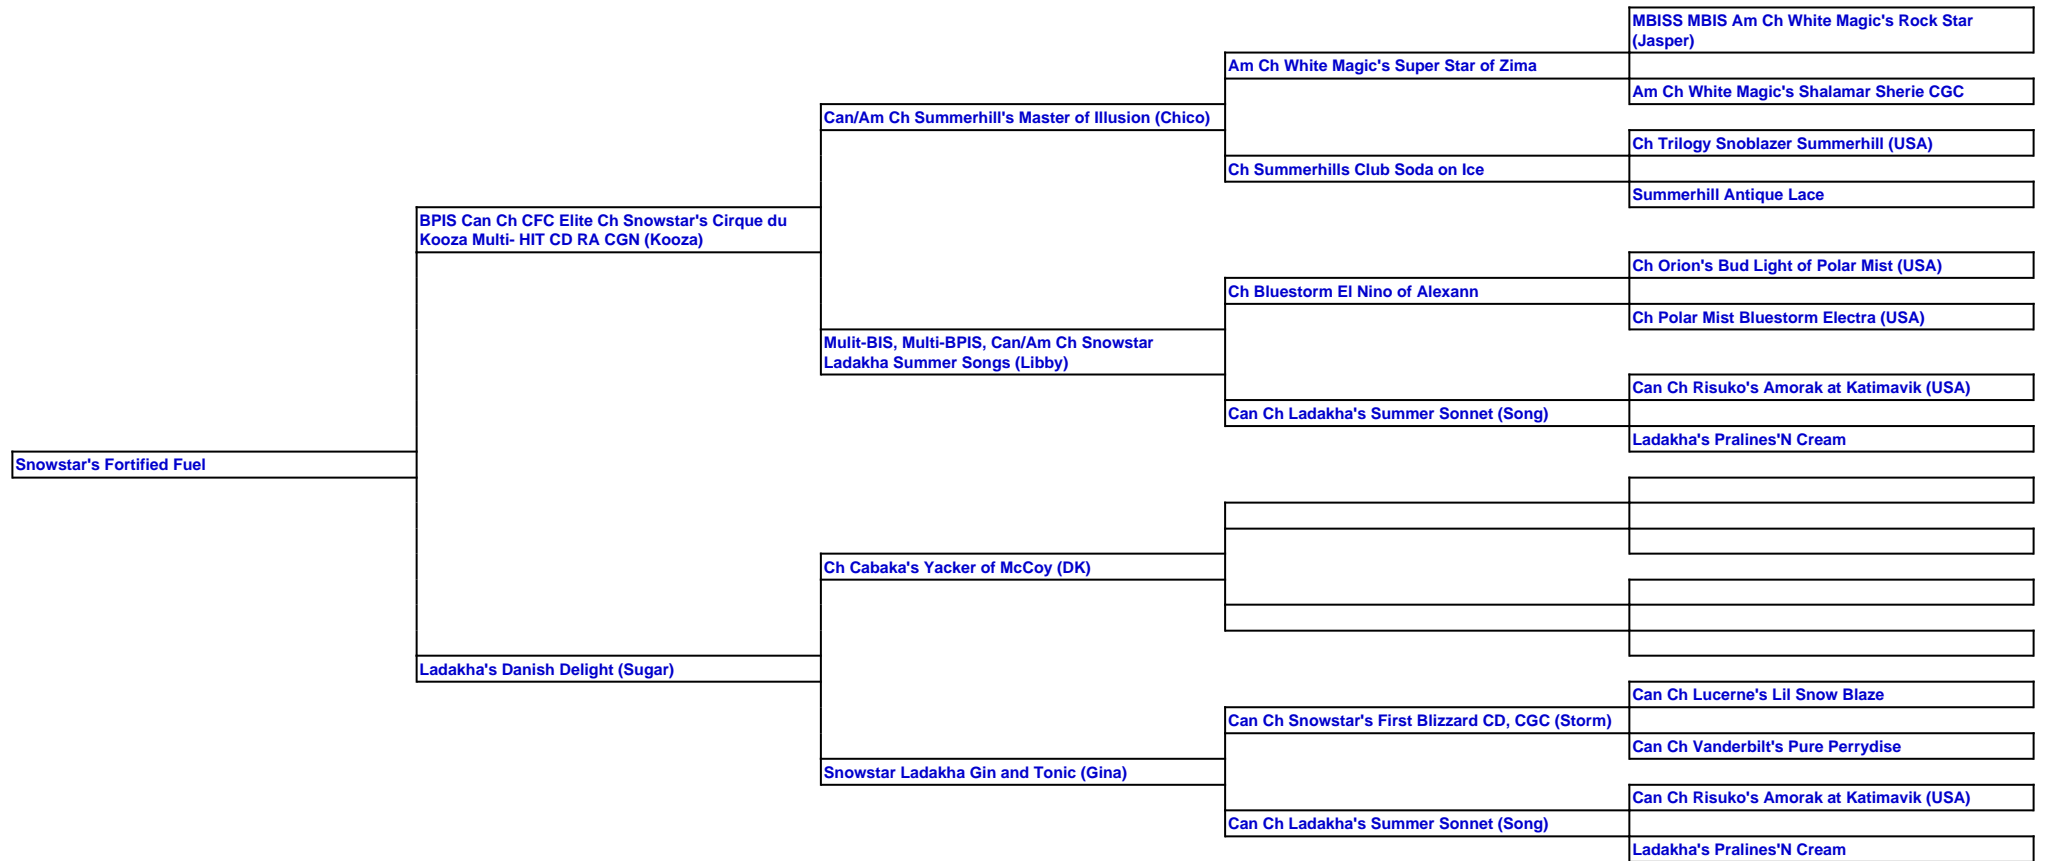 MBISS MBIS Am Ch White Magic's Rock Star
(Jasper)
Am Ch White Magic's Super Star of Zima
Am Ch White Magic's Shalamar Sherie CGC
Can/Am Ch Summerhill's Master of Illusion (Chico)
Ch Trilogy Snoblazer Summerhill (USA)
Ch Summerhills Club Soda on Ice
Summerhill Antique Lace
BPIS Can Ch CFC Elite Ch Snowstar's Cirque du
Kooza Multi- HIT CD RA CGN (Kooza)
Ch Orion's Bud Light of Polar Mist (USA)
Ch Bluestorm El Nino of Alexann
Ch Polar Mist Bluestorm Electra (USA)
Mulit-BIS, Multi-BPIS, Can/Am Ch Snowstar
Ladakha Summer Songs (Libby)
Can Ch Risuko's Amorak at Katimavik (USA)
Can Ch Ladakha's Summer Sonnet (Song)
Ladakha's Pralines'N Cream
Snowstar's Fortified Fuel
Ch Cabaka's Yacker of McCoy (DK)
Ladakha's Danish Delight (Sugar)
Can Ch Lucerne's Lil Snow Blaze
Can Ch Snowstar's First Blizzard CD, CGC (Storm)
Can Ch Vanderbilt's Pure Perrydise
Snowstar Ladakha Gin and Tonic (Gina)
Can Ch Risuko's Amorak at Katimavik (USA)
Can Ch Ladakha's Summer Sonnet (Song)
Ladakha's Pralines'N Cream